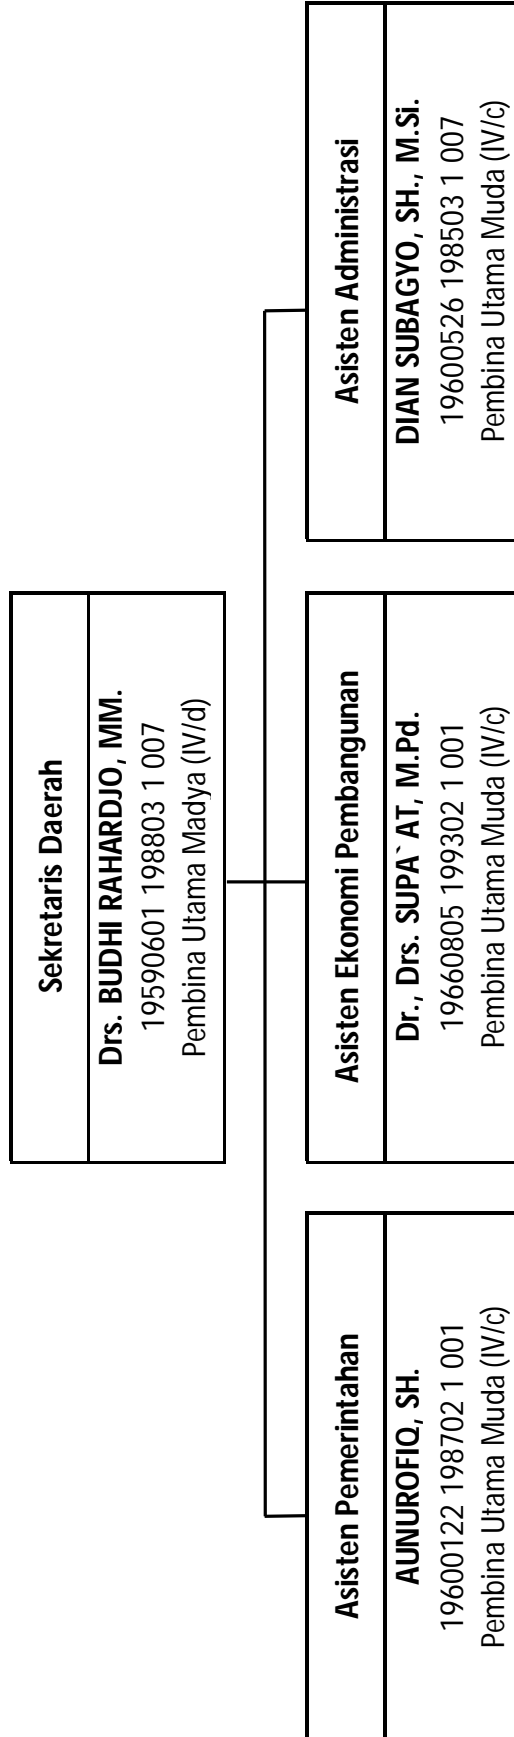 Sekretaris Daerah
Drs. BUDHI RAHARDJO, MM.
19590601 198803 1 007
Pembina Utama Madya (IV/d)
Asisten Pemerintahan
AUNUROFIQ, SH.
19600122 198702 1 001
Pembina Utama Muda (IV/c)
Asisten Ekonomi Pembangunan
Dr., Drs. SUPA` AT, M.Pd.
19660805 199302 1 001
Pembina Utama Muda (IV/c)
Asisten Administrasi
DIAN SUBAGYO, SH., M.Si.
19600526 198503 1 007
Pembina Utama Muda (IV/c)